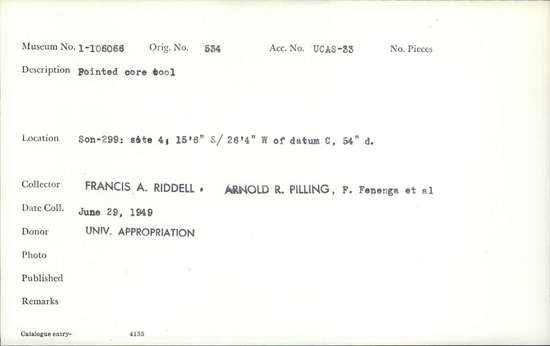 Museum No. 1-106066 Orig. No. 534 Acc. No. UCAS-33 No. Pieces
Description Pointed core tool
Location Son-299: site 4; 15'6" S/ 26'4" W of datum C, 54" d.
Collector FRANCIS A. RIDDELL, ARNOLD R. PILLING, F. Fenenga et al
Date Coll. June 29, 1949
Donor UNIV. APPROPRIATION
Photo
Published
Remarks
Catalogue entry- 4155